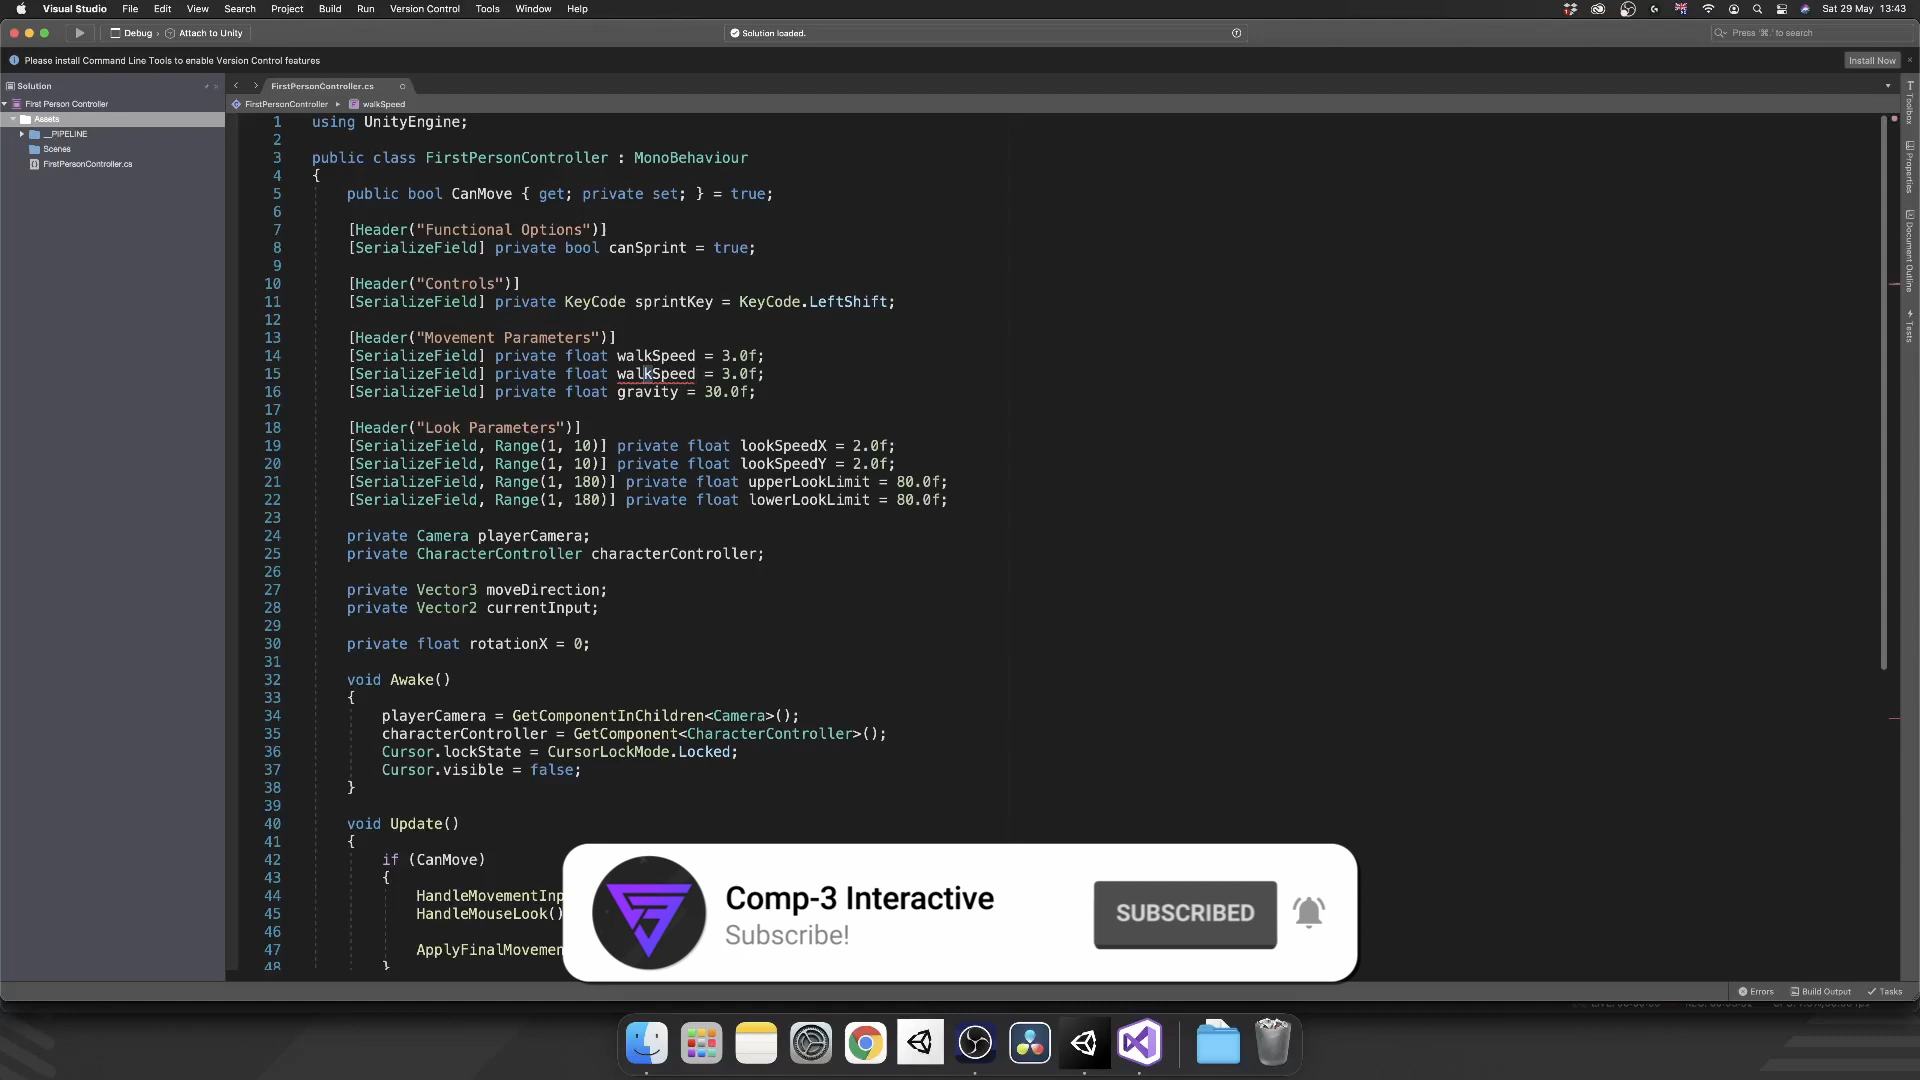 Visual Studio File Edit View Search Project Build Run Version Control Tools Window Help Sat 29 May 13:43
Debug › Attach to Unity Solution loaded. Press ‘⌘.’ to search
Please install Command Line Tools to enable Version Control features Install Now
Solution
First Person Controller
Assets
__PIPELINE
Scenes
FirstPersonController.cs
FirstPersonController.cs
FirstPersonController walkSpeed
1 using UnityEngine;
2
3 public class FirstPersonController : MonoBehaviour
4 {
5 public bool CanMove { get; private set; } = true;
6
7 [Header("Functional Options")]
8 [SerializeField] private bool canSprint = true;
9
10 [Header("Controls")]
11 [SerializeField] private KeyCode sprintKey = KeyCode.LeftShift;
12
13 [Header("Movement Parameters")]
14 [SerializeField] private float walkSpeed = 3.0f;
15 [SerializeField] private float walkSpeed = 3.0f;
16 [SerializeField] private float gravity = 30.0f;
17
18 [Header("Look Parameters")]
19 [SerializeField, Range(1, 10)] private float lookSpeedX = 2.0f;
20 [SerializeField, Range(1, 10)] private float lookSpeedY = 2.0f;
21 [SerializeField, Range(1, 180)] private float upperLookLimit = 80.0f;
22 [SerializeField, Range(1, 180)] private float lowerLookLimit = 80.0f;
23
24 private Camera playerCamera;
25 private CharacterController characterController;
26
27 private Vector3 moveDirection;
28 private Vector2 currentInput;
29
30 private float rotationX = 0;
31
32 void Awake()
33 {
34 playerCamera = GetComponentInChildren<Camera>();
35 characterController = GetComponent<CharacterController>();
36 Cursor.lockState = CursorLockMode.Locked;
37 Cursor.visible = false;
38 }
39
40 void Update()
41 {
42 if (CanMove)
43 {
44 HandleMovementInp
45 HandleMouseLook()
46
47 ApplyFinalMovemen
48 }
Toolbox
Properties
Document Outline
Tests
Comp-3 Interactive
Subscribe!
SUBSCRIBED
Errors Build Output Tasks